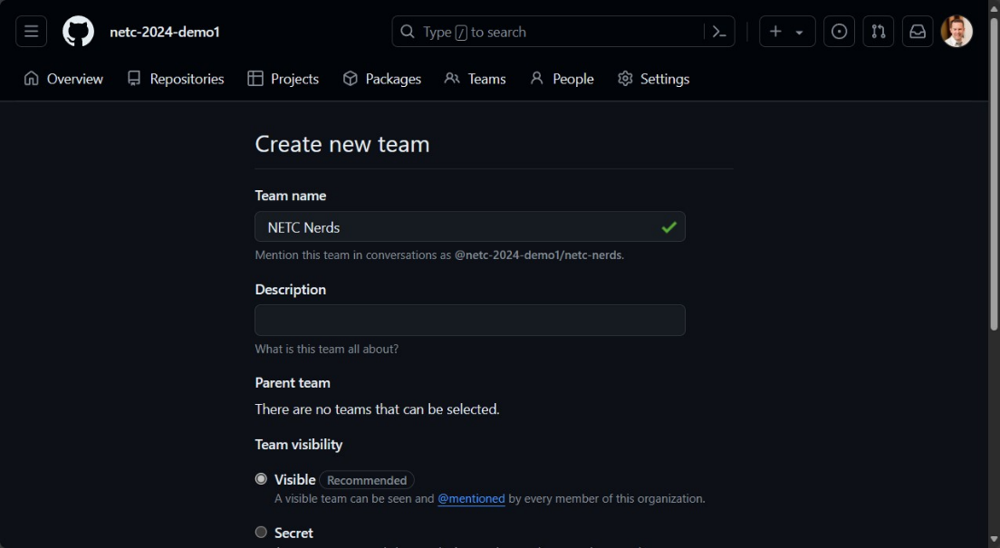 netc-2024-demo1
Type / to search
Overview Repositories Projects Packages Teams People Settings
Create new team
Team name
NETC Nerds
Mention this team in conversations as @netc-2024-demo1/netc-nerds.
Description
What is this team all about?
Parent team
There are no teams that can be selected.
Team visibility
Visible Recommended
A visible team can be seen and @mentioned by every member of this organization.
Secret